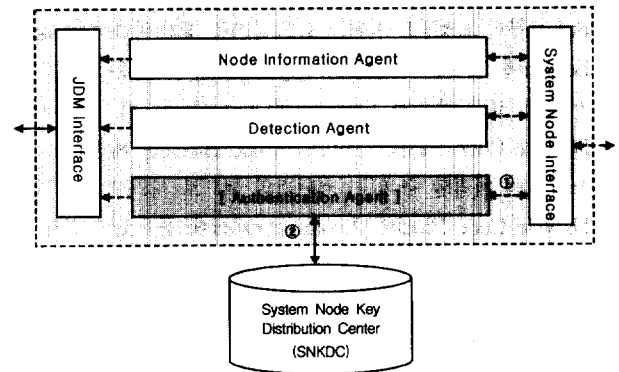 Node Information Agent
JDM Interface
System Node Interface
Detection Agent
[ Authentication Agent ]
①
②
System Node Key
Distribution Center
(SNKDC)